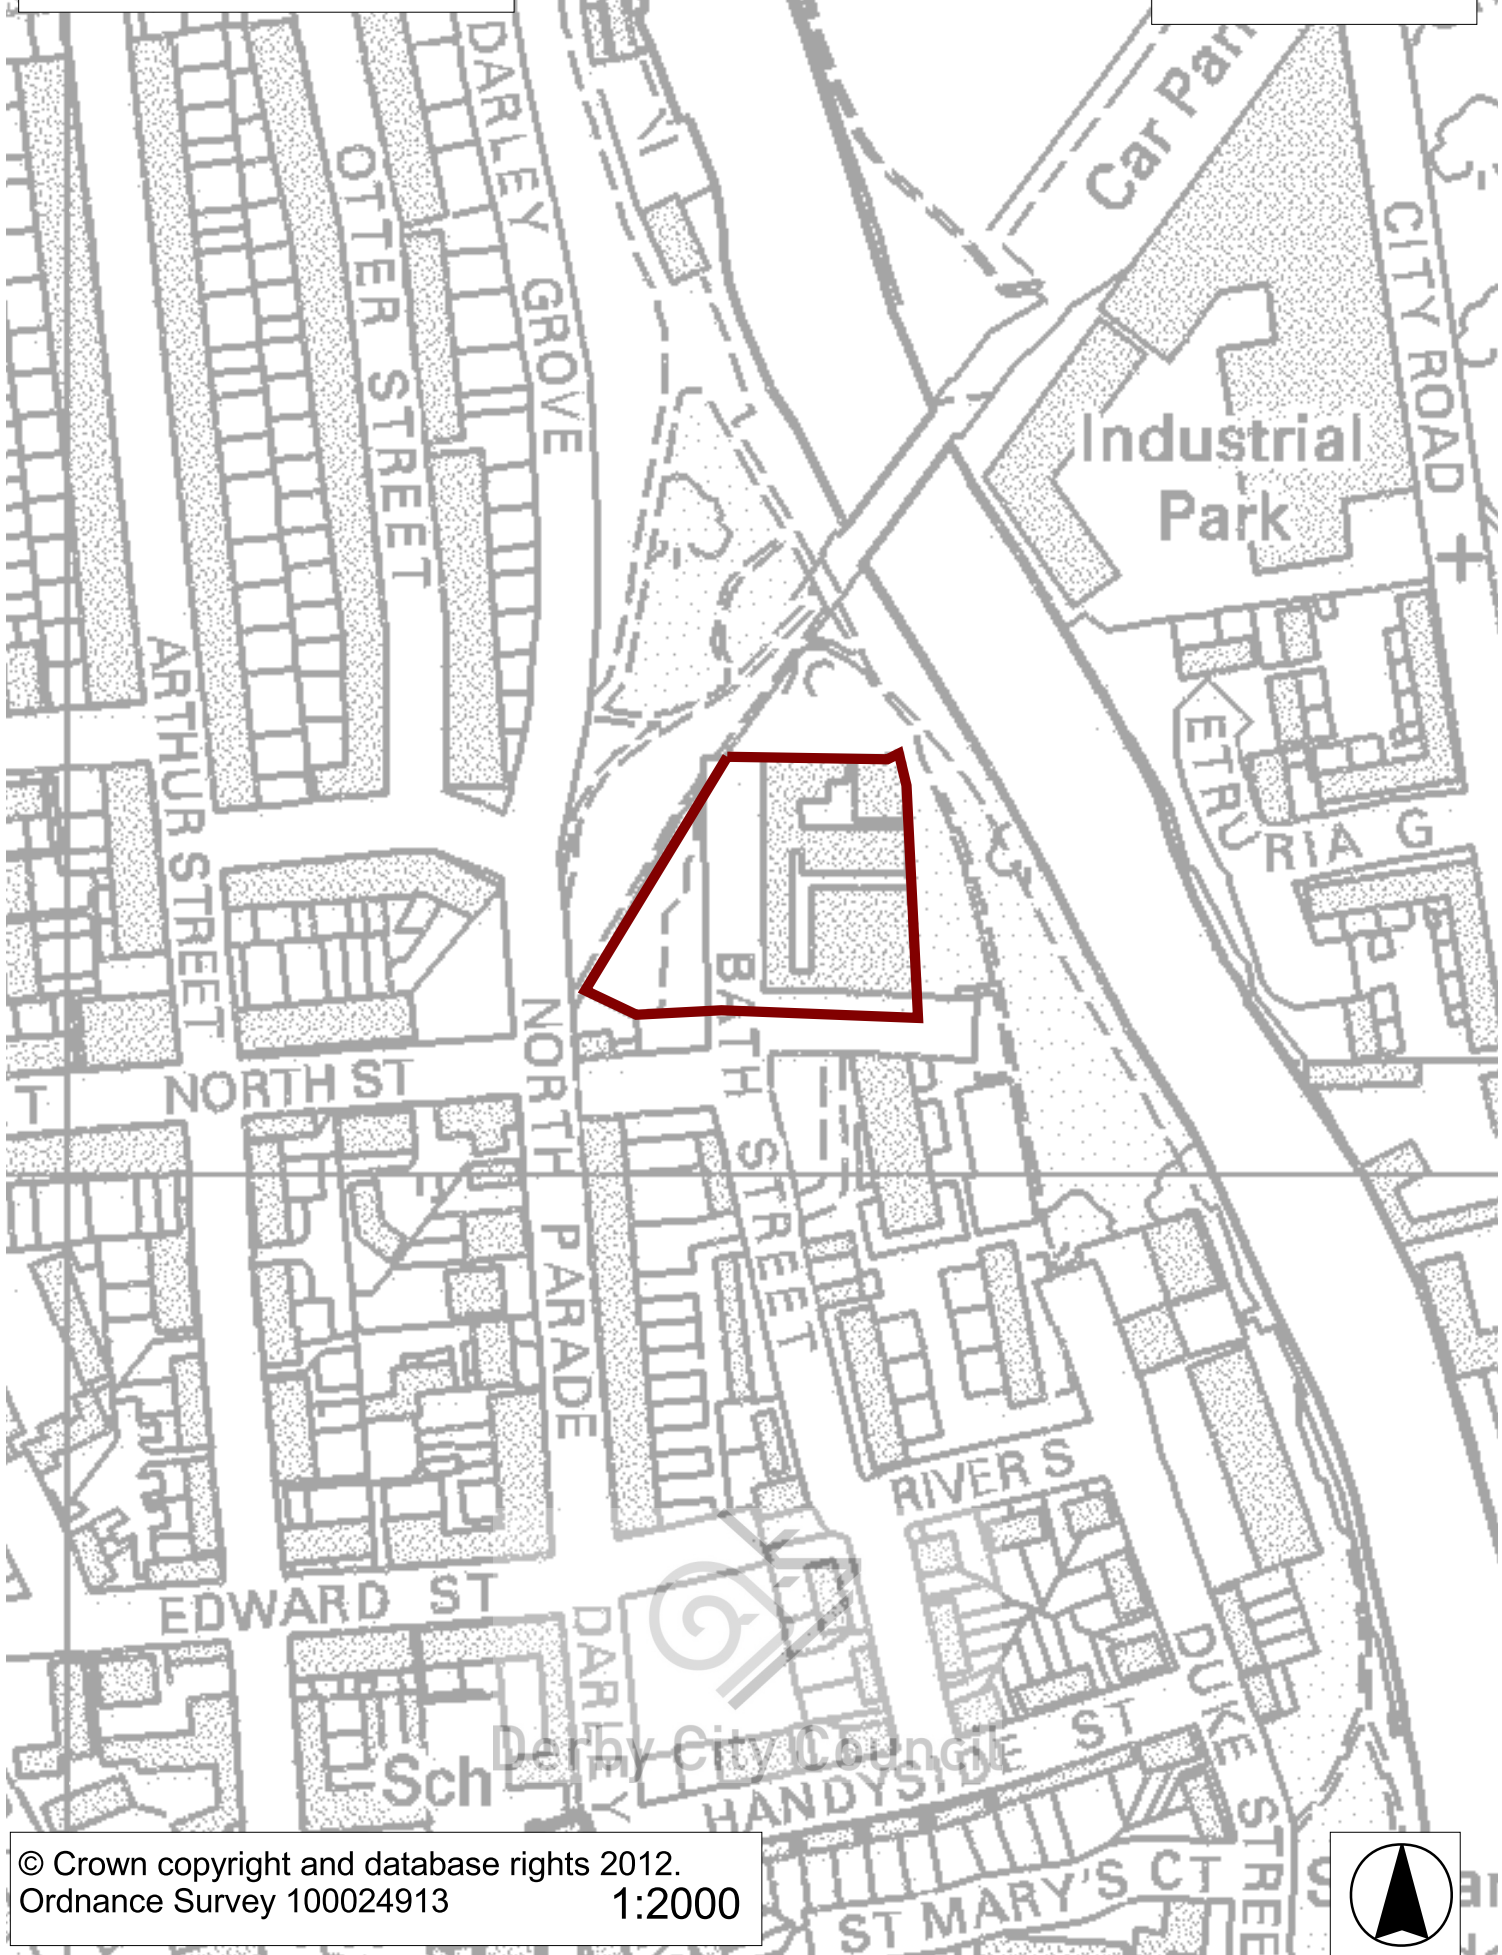 DARLEY GROVE
Car Park
OTTER STREET
CITY ROAD
Industrial
Park
ARTHUR STREET
ETRURIA G
BATH STREET
NORTH PARADE
NORTH ST
T
RIVER S
EDWARD ST
DARLEY
DUKE STREE
Derby City Council
Sch
HANDYSIDE ST
ST MARY'S CT
© Crown copyright and database rights 2012.
Ordnance Survey 100024913
1:2000